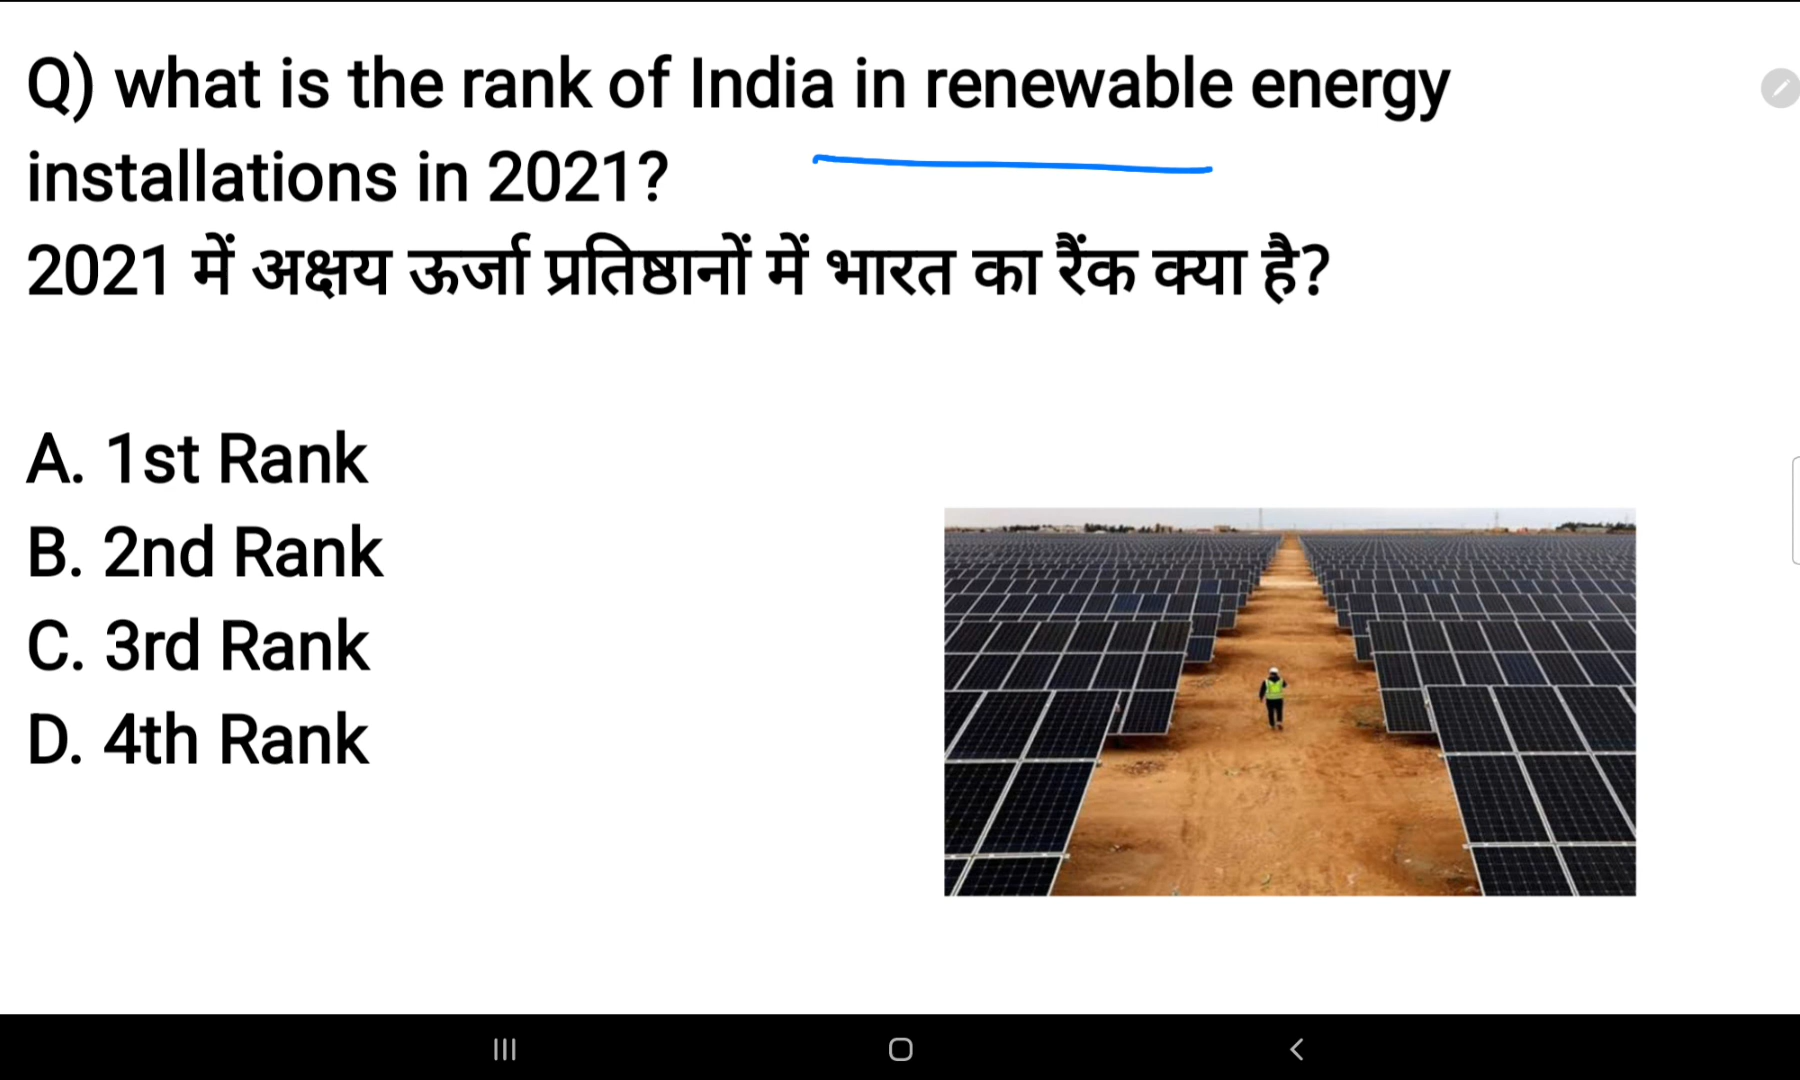 Q) what is the rank of India in renewable energy
installations in 2021?
2021 में अक्षय ऊर्जा प्रतिष्ठानों में भारत का रैंक क्या है?
A. 1st Rank
B. 2nd Rank
C. 3rd Rank
D. 4th Rank